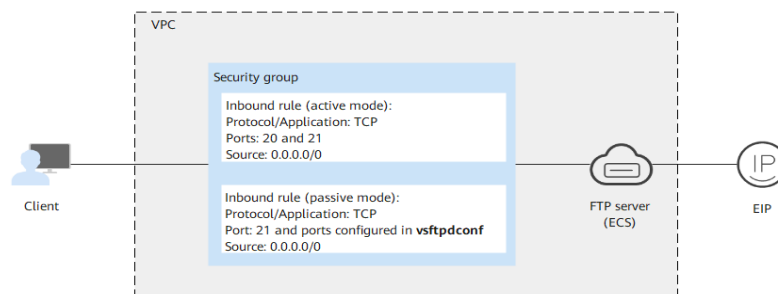 VPC
Security group
Inbound rule (active mode):
Protocol/Application: TCP
Ports: 20 and 21
Source: 0.0.0.0/0
Inbound rule (passive mode):
Protocol/Application: TCP
Port: 21 and ports configured in vsftpdconf
Source: 0.0.0.0/0
Client
FTP server
(ECS)
IP
EIP